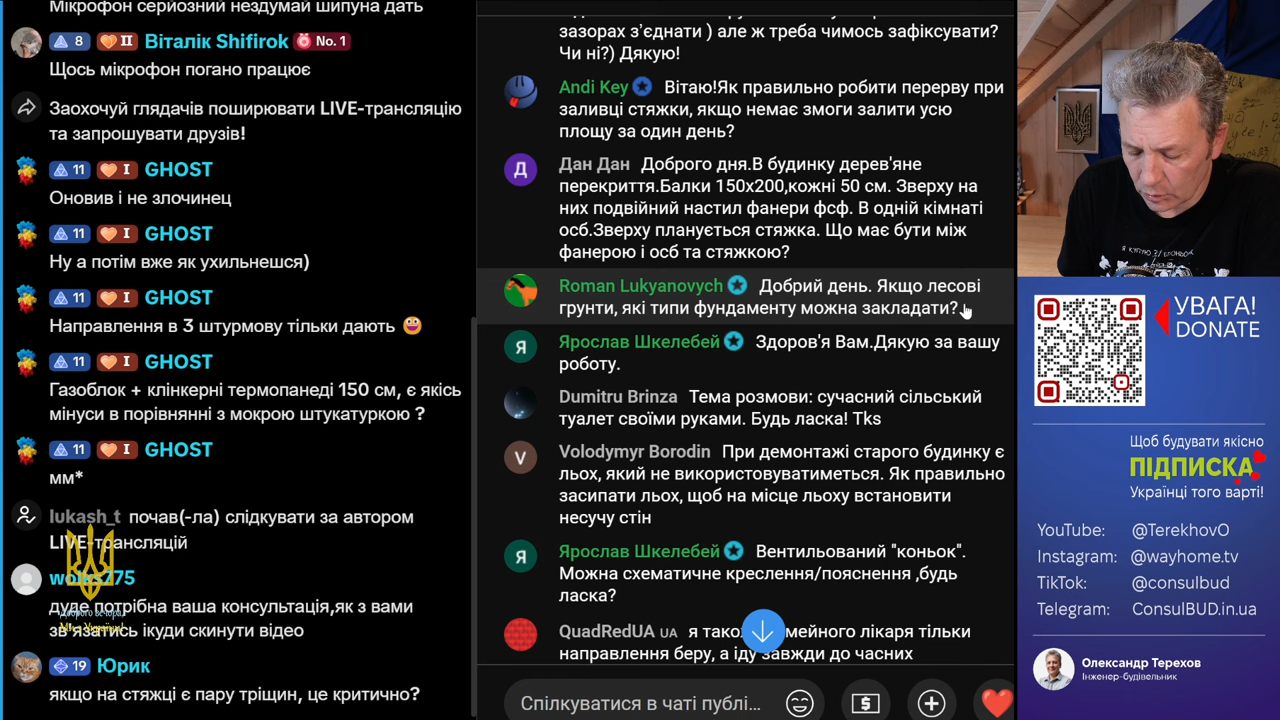 Мікрофон серйозний нездумай шипуна дать
8 II Віталік Shifirok No. 1
Щось мікрофон погано працює
Заохочуй глядачів поширювати LIVE-трансляцію
та запрошувати друзів!
11 I GHOST
Оновив і не злочинец
11 I GHOST
Ну а потім вже як ухильнешся)
11 I GHOST
Направлення в 3 штурмову тільки дають
11 I GHOST
Газоблок + клінкерні термопанеді 150 см, є якісь
мінуси в порівнянні з мокрою штукатуркою ?
11 I GHOST
мм*
lukash_t почав(-ла) слідкувати за автором
LIVE-трансляцій
дуде потрібна ваша консультація,як з вами
зв'язатись ікуди скинути відео
19 Юрик
якщо на стяжці є пару тріщин, це критично?
зазорах з’єднати ) але ж треба чимось зафіксувати?
Чи ні?) Дякую!
Andi Key Вітаю!Як правильно робити перерву при
заливці стяжки, якщо немає змоги залити усю
площу за один день?
Д Дан Дан Доброго дня.В будинку дерев'яне
перекриття.Балки 150х200,кожні 50 см. Зверху на
них подвійний настил фанери фсф. В одній кімнаті
осб.Зверху планується стяжка. Що має бути між
фанерою і осб та стяжкою?
Roman Lukyanovych Добрий день. Якщо лесові
грунти, які типи фундаменту можна закладати?
Я Ярослав Шкелебей Здоров'я Вам.Дякую за вашу
роботу.
Dumitru Brinza Тема розмови: сучасний сільський
туалет своїми руками. Будь ласка! Tks
V Volodymyr Borodin При демонтажі старого будинку є
льох, який не використовуватиметься. Як правильно
засипати льох, щоб на місце льоху встановити
несучу стін
Я Ярослав Шкелебей Вентильований "коньок".
Можна схематичне креслення/пояснення ,будь
ласка?
QuadRedUA UA я також сімейного лікаря тільки
направлення беру, а іду завжди до часних
Спілкуватися в чаті публі...
УВАГА!
DONATE
Щоб будувати якісно
ПІДПИСКА
Українці того варті!
YouTube: @TerekhovO
Instagram: @wayhome.tv
TikTok: @consulbud
Telegram: ConsulBUD.in.ua
Олександр Терехов
Інженер-будівельник